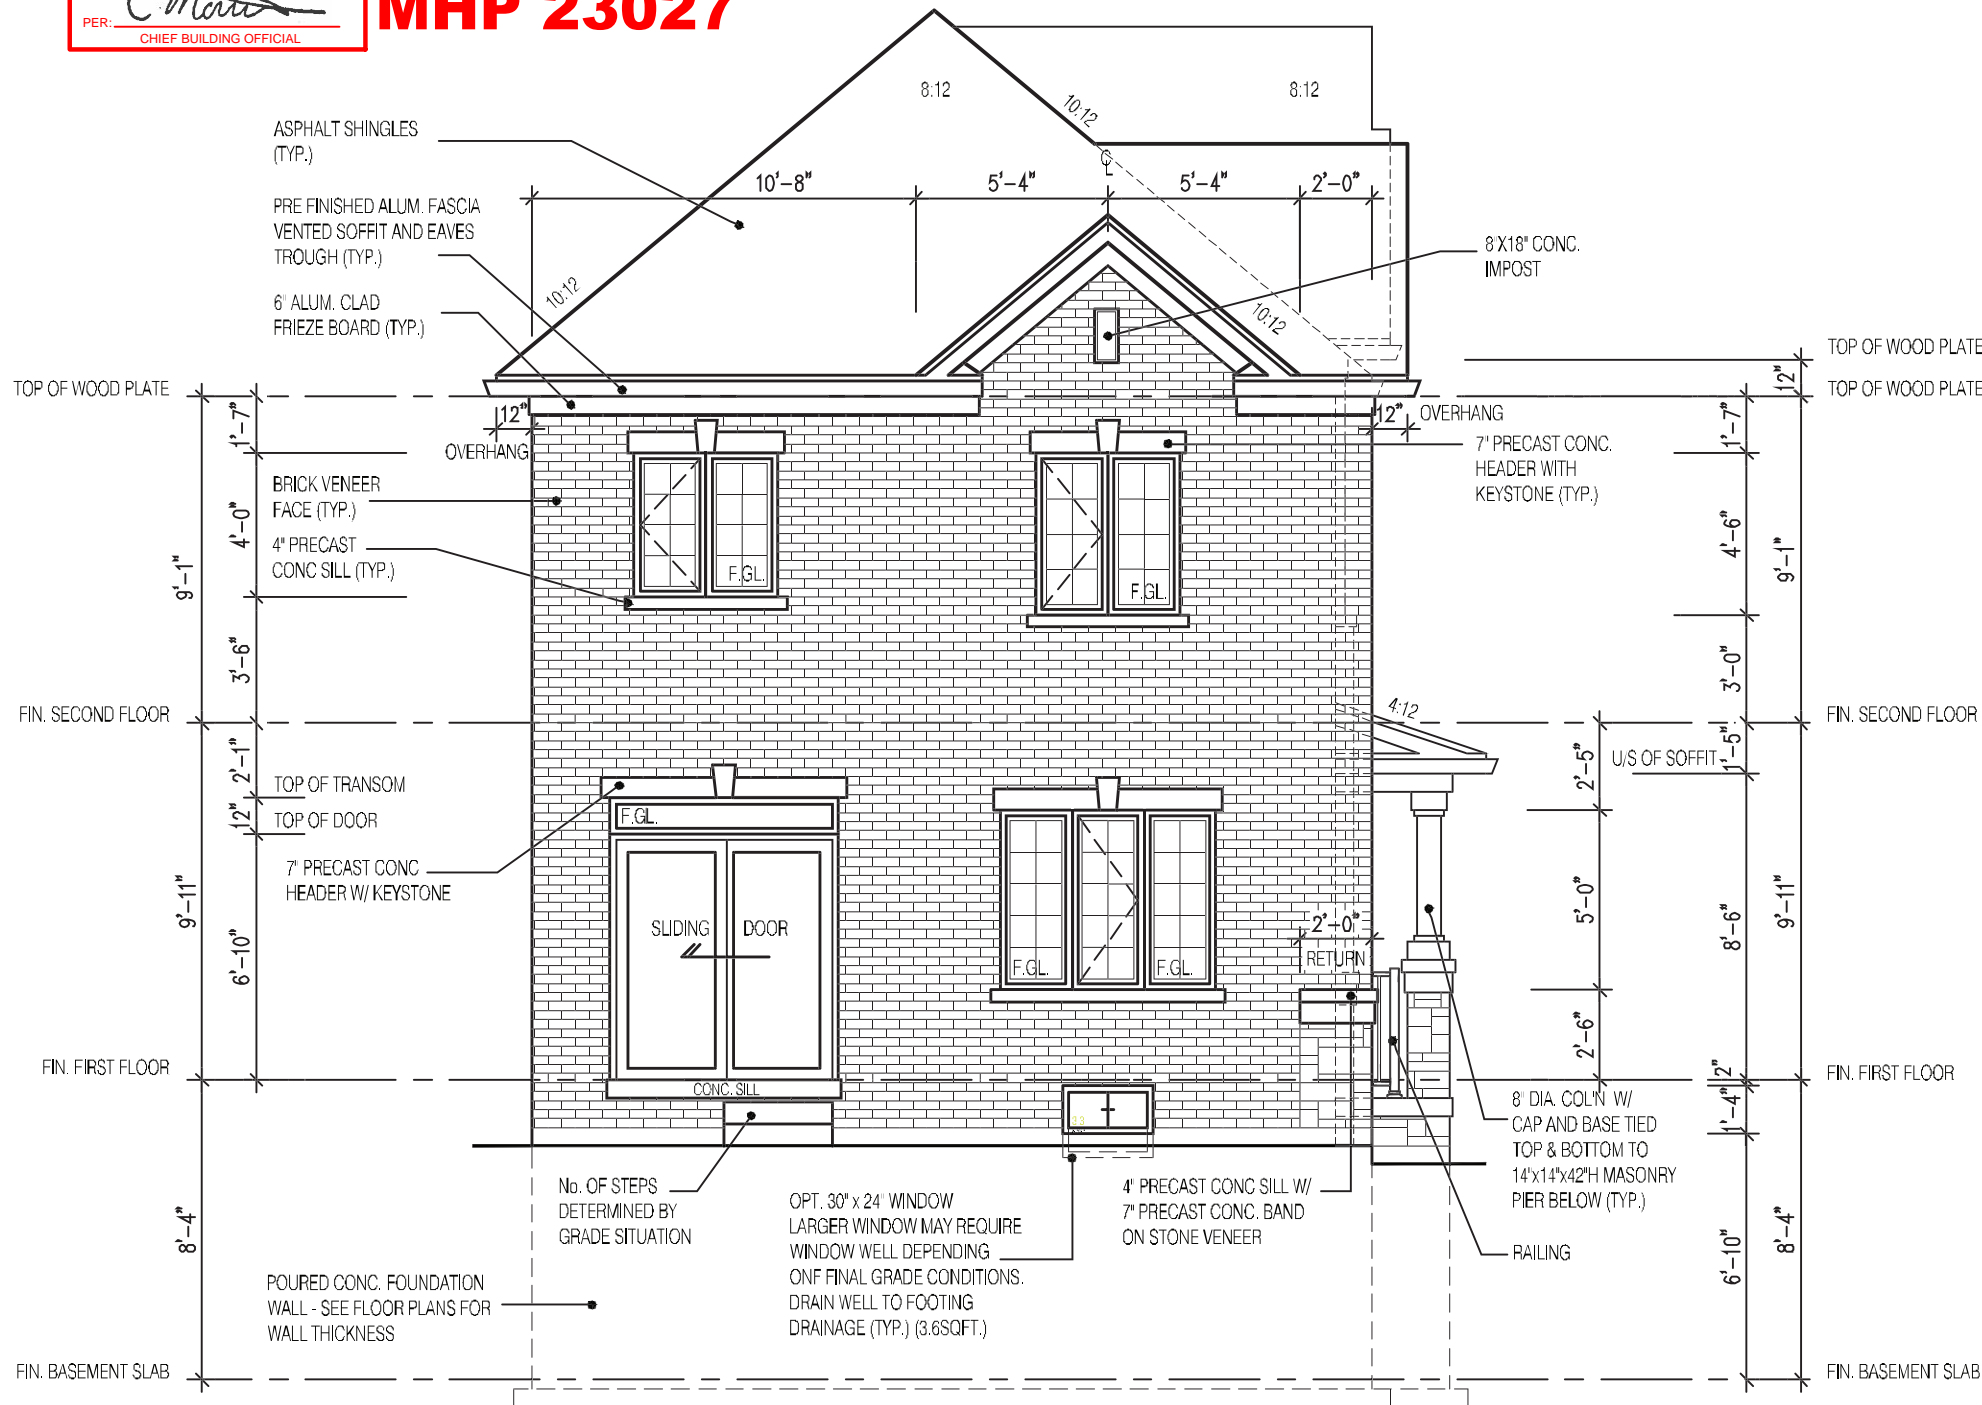 PER:
CHIEF BUILDING OFFICIAL
MHP 23027
8:12
8:12
10:12
ASPHALT SHINGLES
(TYP.)
℄
10'-8"
5'-4"
5'-4"
2'-0"
PRE FINISHED ALUM. FASCIA
VENTED SOFFIT AND EAVES
TROUGH (TYP.)
8"X18" CONC.
IMPOST
10:12
10:12
6" ALUM. CLAD
FRIEZE BOARD (TYP.)
TOP OF WOOD PLATE
TOP OF WOOD PLATE
12"
TOP OF WOOD PLATE
1'-7"
12"
OVERHANG
12"
OVERHANG
1'-7"
7" PRECAST CONC.
HEADER WITH
KEYSTONE (TYP.)
BRICK VENEER
FACE (TYP.)
4'-0"
4" PRECAST
CONC SILL (TYP.)
9'-1"
F.GL.
F.GL.
4'-6"
9'-1"
3'-6"
3'-0"
FIN. SECOND FLOOR
4:12
FIN. SECOND FLOOR
2'-1"
TOP OF TRANSOM
12"
TOP OF DOOR
F.GL.
2'-5"
U/S OF SOFFIT
1'-5"
7" PRECAST CONC
HEADER W/ KEYSTONE
9'-11"
6'-10"
SLIDING
DOOR
F.GL.
F.GL.
2'-0"
RETURN
5'-0"
8'-6"
9'-11"
2'-6"
FIN. FIRST FLOOR
CONC. SILL
2"
FIN. FIRST FLOOR
1'-4"
8" DIA. COL'N W/
CAP AND BASE TIED
TOP & BOTTOM TO
14"x14"x42"H MASONRY
PIER BELOW (TYP.)
No. OF STEPS
DETERMINED BY
GRADE SITUATION
OPT. 30" x 24" WINDOW
LARGER WINDOW MAY REQUIRE
WINDOW WELL DEPENDING
ONF FINAL GRADE CONDITIONS.
DRAIN WELL TO FOOTING
DRAINAGE (TYP.) (3.6SQFT.)
4" PRECAST CONC SILL W/
7" PRECAST CONC. BAND
ON STONE VENEER
RAILING
8'-4"
6'-10"
8'-4"
POURED CONC. FOUNDATION
WALL - SEE FLOOR PLANS FOR
WALL THICKNESS
FIN. BASEMENT SLAB
FIN. BASEMENT SLAB